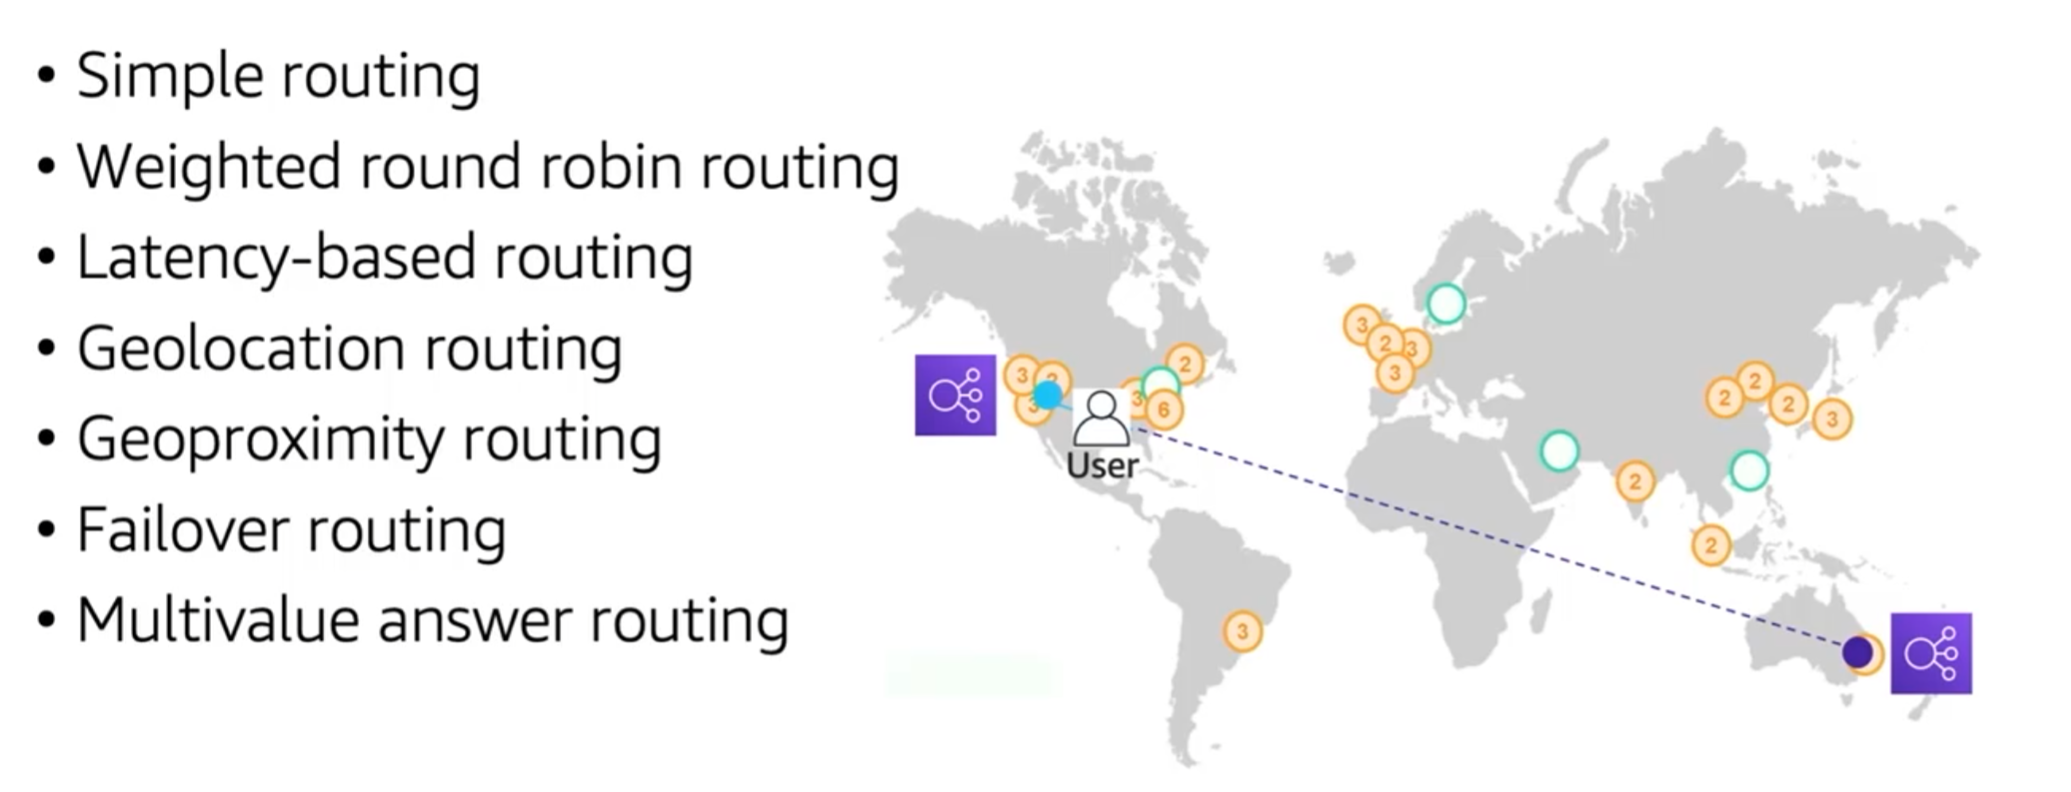 • Simple routing
• Weighted round robin routing
• Latency-based routing
• Geolocation routing
• Geoproximity routing
• Failover routing
• Multivalue answer routing
3
2
3
3
2
6
User
3
3
2
3
3
2
2
2
3
2
2